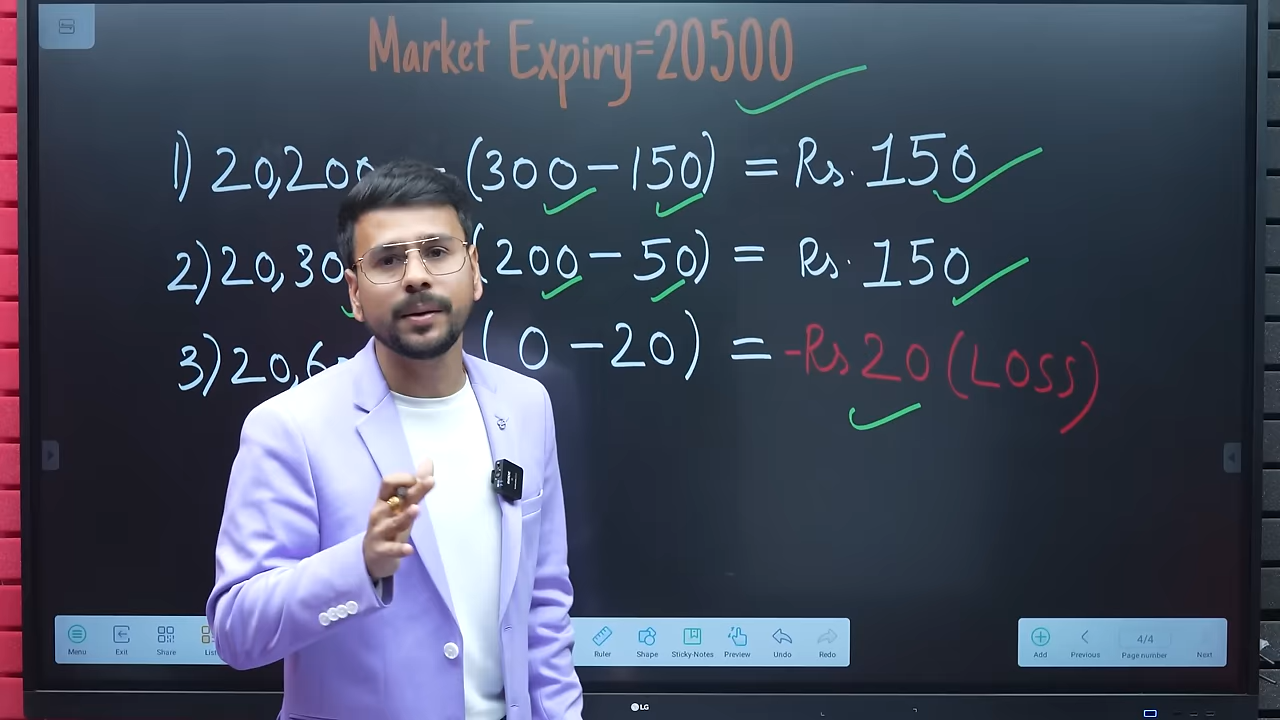 Market Expiry=20500
1) 20,200 - (300-150) = Rs. 150
2) 20,30 (200-50) = Rs. 150
3) 20,6 (0-20) = -Rs 20 (LOSS)
Menu Exit Share Ruler Shape Sticky-Notes Preview Undo Redo Add Previous 4/4 Page number Next
LG